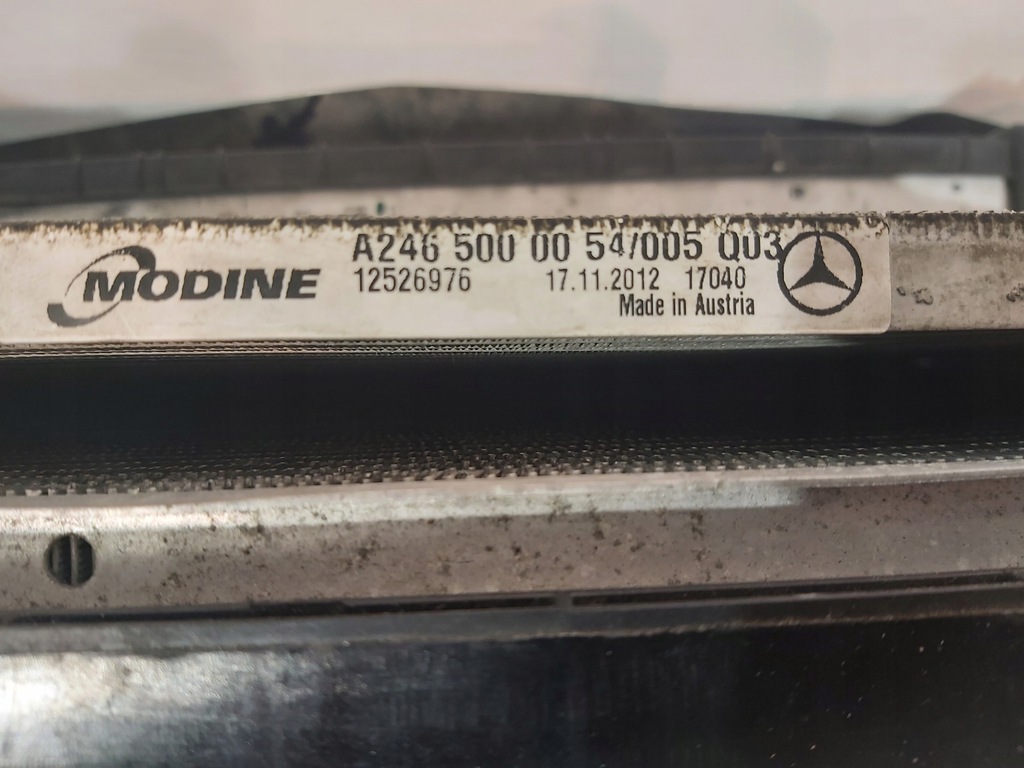 MODINE
A246 500 00 54/005 Q03
12526976 17.11.2012 17040
Made in Austria